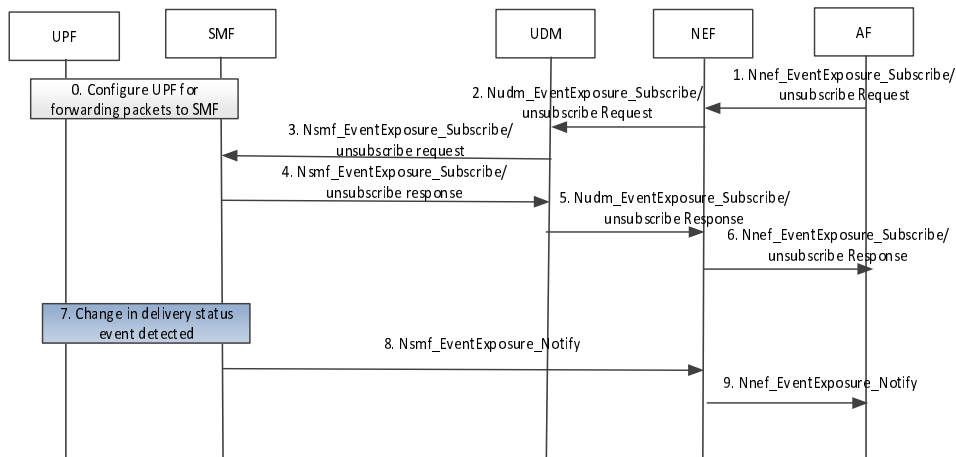 UPF
SMF
UDM
NEF
AF
0. Configure UPF for
forwarding packets to SMF
1. Nnef_EventExposure_Subscribe/
unsubscribe Request
2. Nudm_EventExposure_Subscribe/
unsubscribe Request
3. Nsmf_EventExposure_Subscribe/
unsubscribe request
4. Nsmf_EventExposure_Subscribe/
unsubscribe response
5. Nudm_EventExposure_Subscribe/
unsubscribe Response
6. Nnef_EventExposure_Subscribe/
unsubscribe Response
7. Change in delivery status
event detected
8. Nsmf_EventExposure_Notify
9. Nnef_EventExposure_Notify